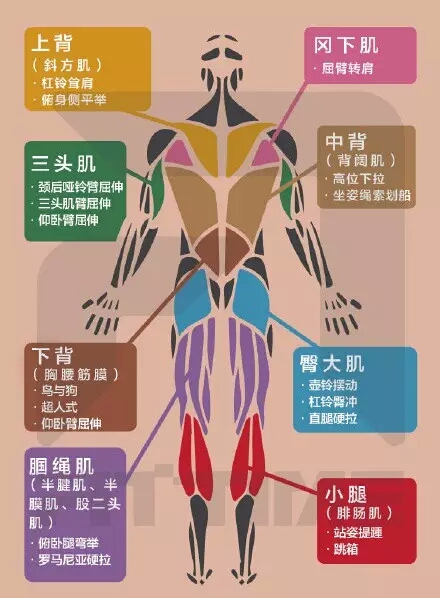 上背
（斜方肌）
· 杠铃耸肩
· 俯身侧平举
冈下肌
· 屈臂转肩
三头肌
· 颈后哑铃臂屈伸
· 三头肌臂屈伸
· 仰卧臂屈伸
中背
（背阔肌）
· 高位下拉
· 坐姿绳索划船
下背
（胸腰筋膜）
· 鸟与狗
· 超人式
· 仰卧臂屈伸
臀大肌
· 壶铃摆动
· 杠铃臀冲
· 直腿硬拉
腘绳肌
（半腱肌、半
膜肌、股二头
肌）
· 俯卧腿弯举
· 罗马尼亚硬拉
小腿
（腓肠肌）
· 站姿提踵
· 跳箱